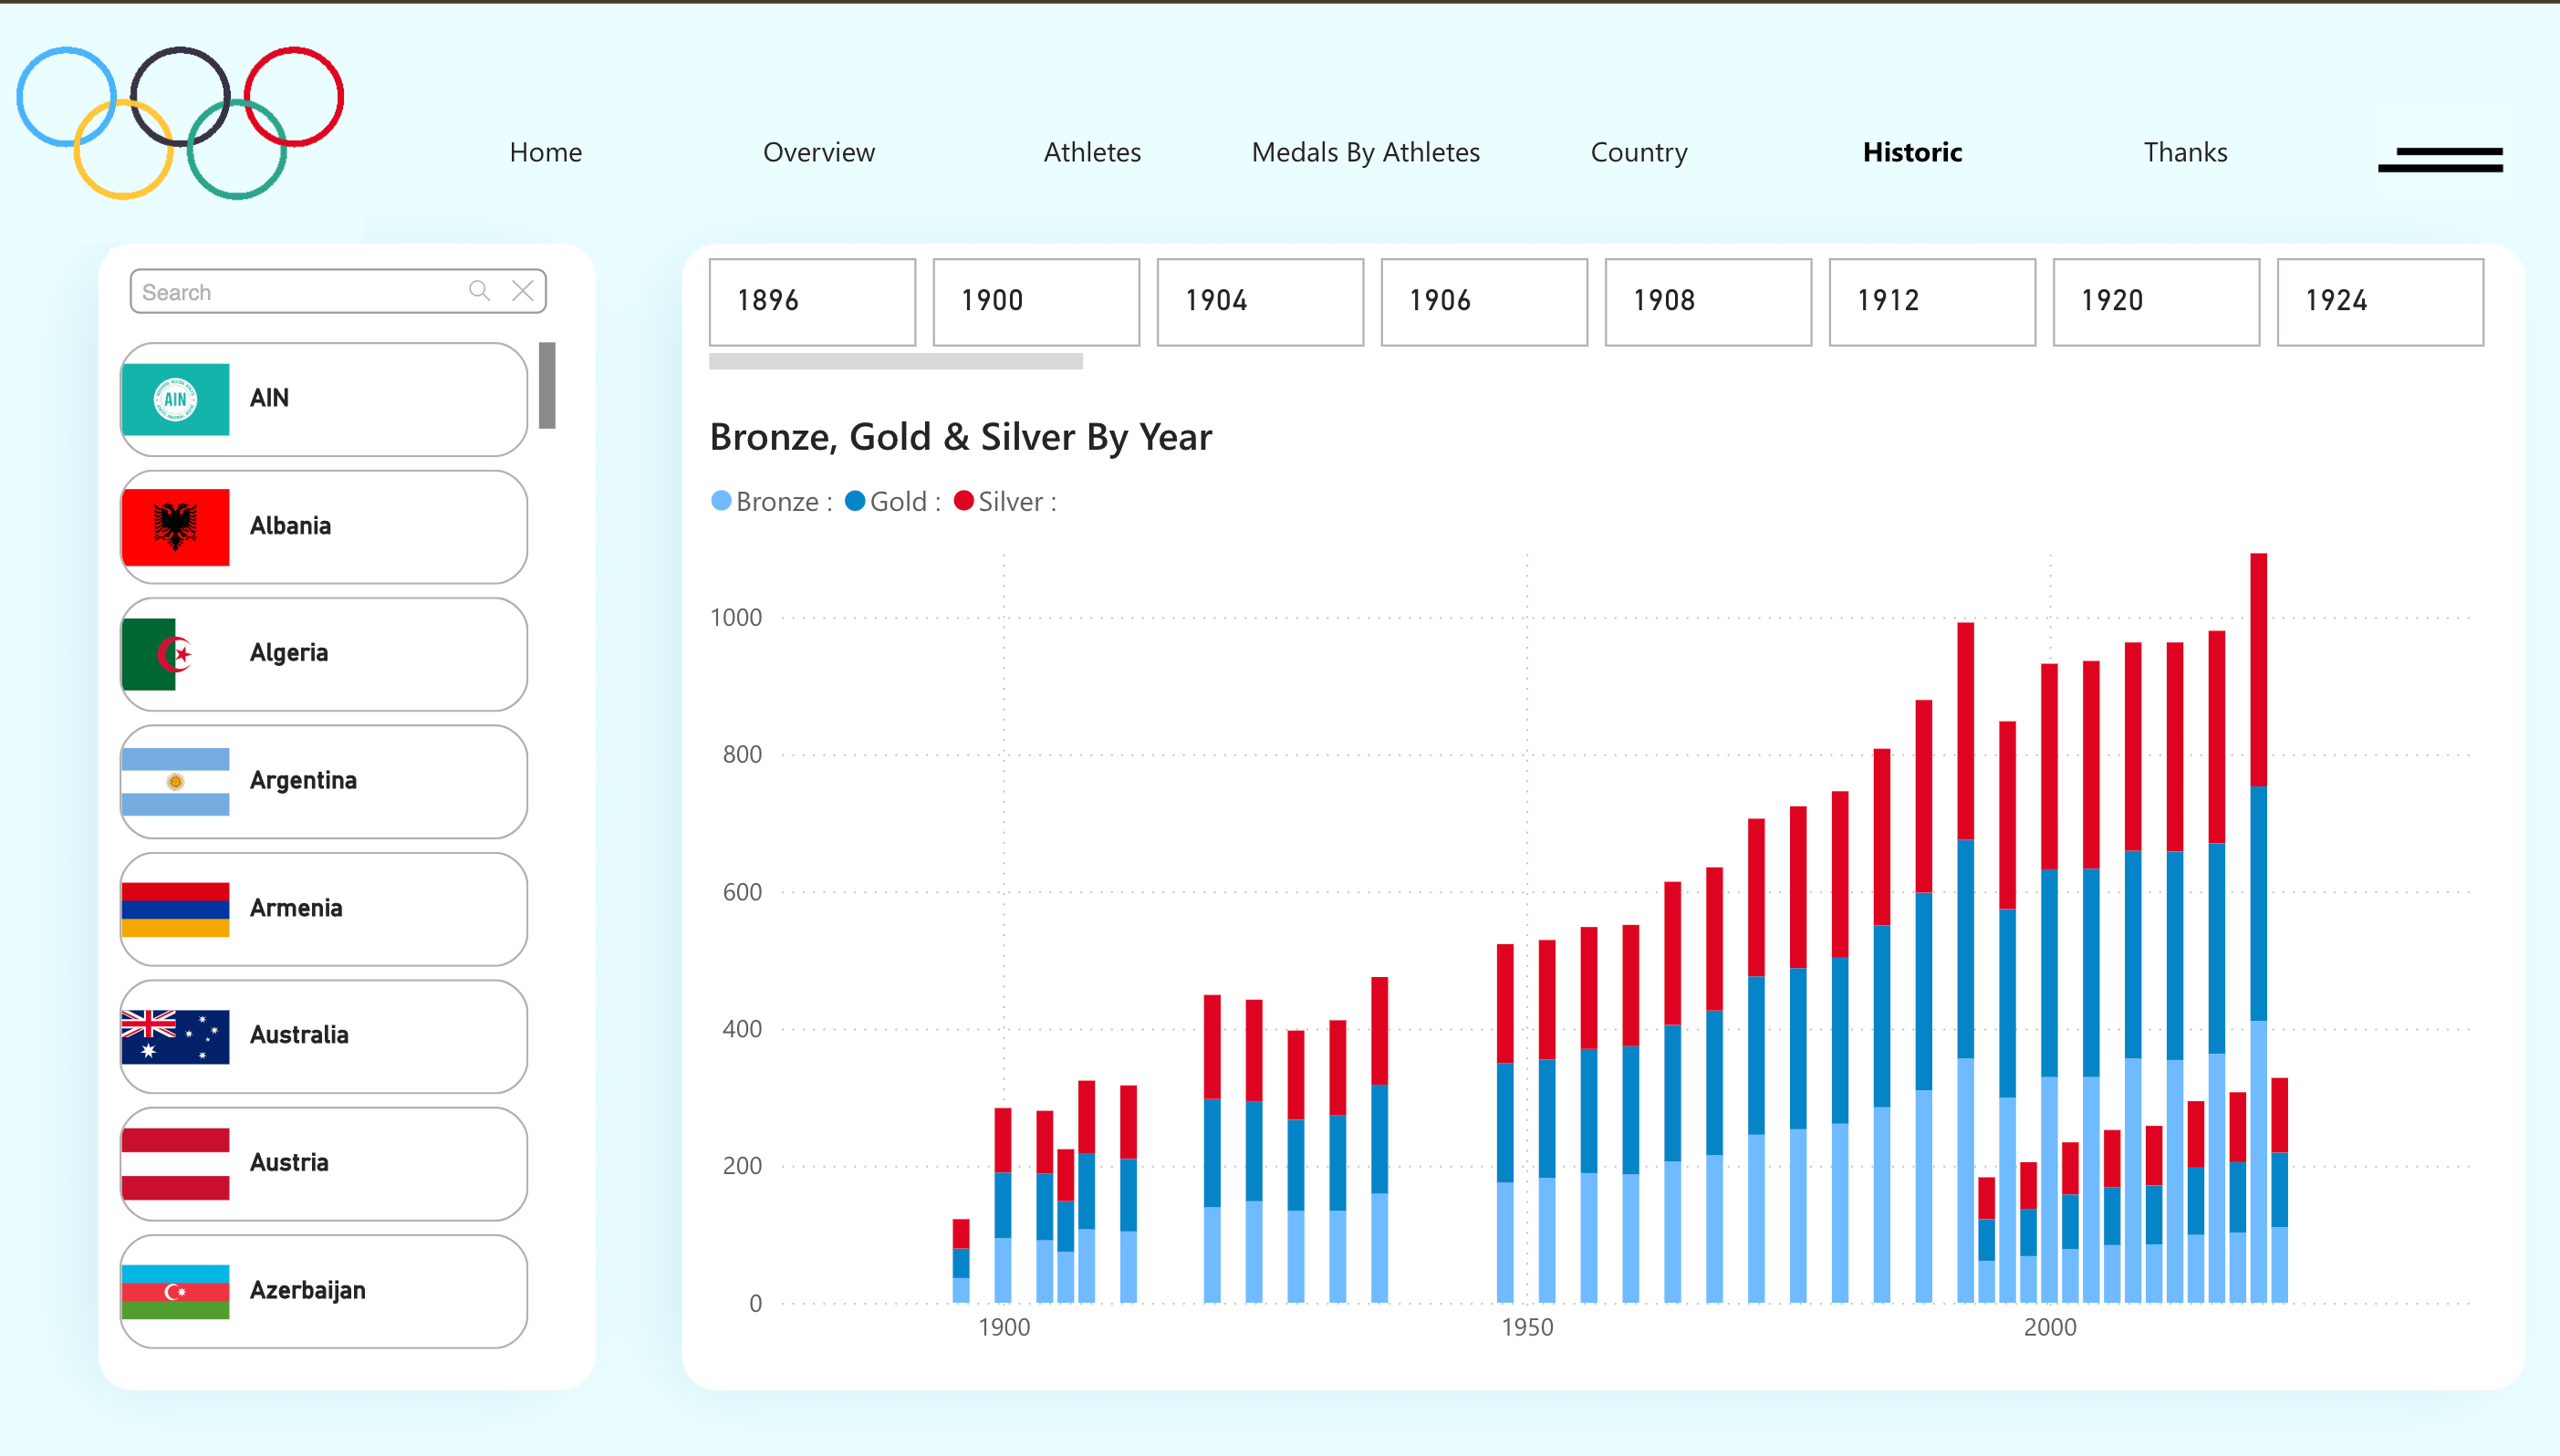 Home Overview Athletes Medals By Athletes Country Historic Thanks
Search
AIN
AIN
Albania
Algeria
Argentina
Armenia
Australia
Austria
Azerbaijan
1896 1900 1904 1906 1908 1912 1920 1924
Bronze, Gold & Silver By Year
Bronze : Gold : Silver :
1000
800
600
400
200
0
1900 1950 2000